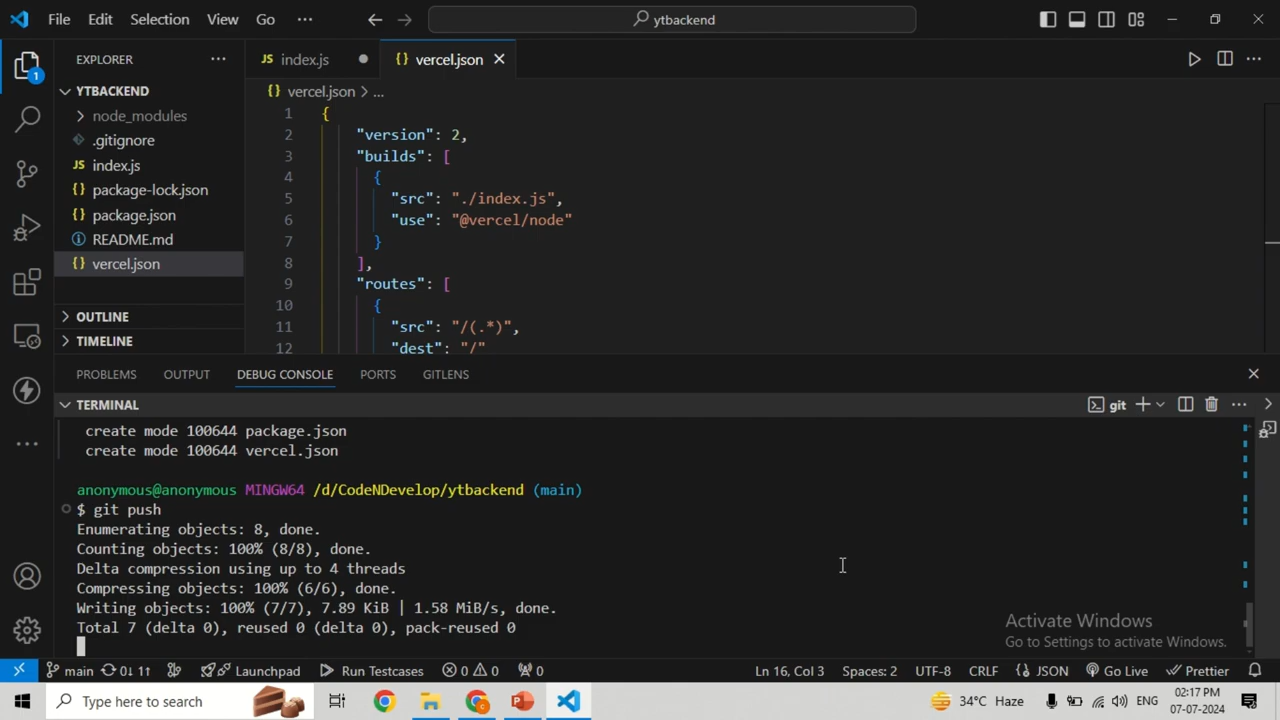 File Edit Selection View Go ··· ytbackend
EXPLORER ···
YTBACKEND
node_modules
.gitignore
JS index.js
{} package-lock.json
{} package.json
README.md
{} vercel.json
OUTLINE
TIMELINE
1
JS index.js
{} vercel.json
{} vercel.json > ...
1 {
2 "version": 2,
3 "builds": [
4 {
5 "src": "./index.js",
6 "use": "@vercel/node"
7 }
8 ],
9 "routes": [
10 {
11 "src": "/(.*)",
12 "dest": "/"
PROBLEMS OUTPUT DEBUG CONSOLE PORTS GITLENS
TERMINAL git
create mode 100644 package.json
create mode 100644 vercel.json
anonymous@anonymous MINGW64 /d/CodeNDevelop/ytbackend (main)
$ git push
Enumerating objects: 8, done.
Counting objects: 100% (8/8), done.
Delta compression using up to 4 threads
Compressing objects: 100% (6/6), done.
Writing objects: 100% (7/7), 7.89 KiB | 1.58 MiB/s, done.
Total 7 (delta 0), reused 0 (delta 0), pack-reused 0
Activate Windows
Go to Settings to activate Windows.
main 0↓ 1↑ Launchpad Run Testcases 0 0 0 Ln 16, Col 3 Spaces: 2 UTF-8 CRLF {} JSON Go Live Prettier
Type here to search 34°C Haze ENG 02:17 PM
07-07-2024